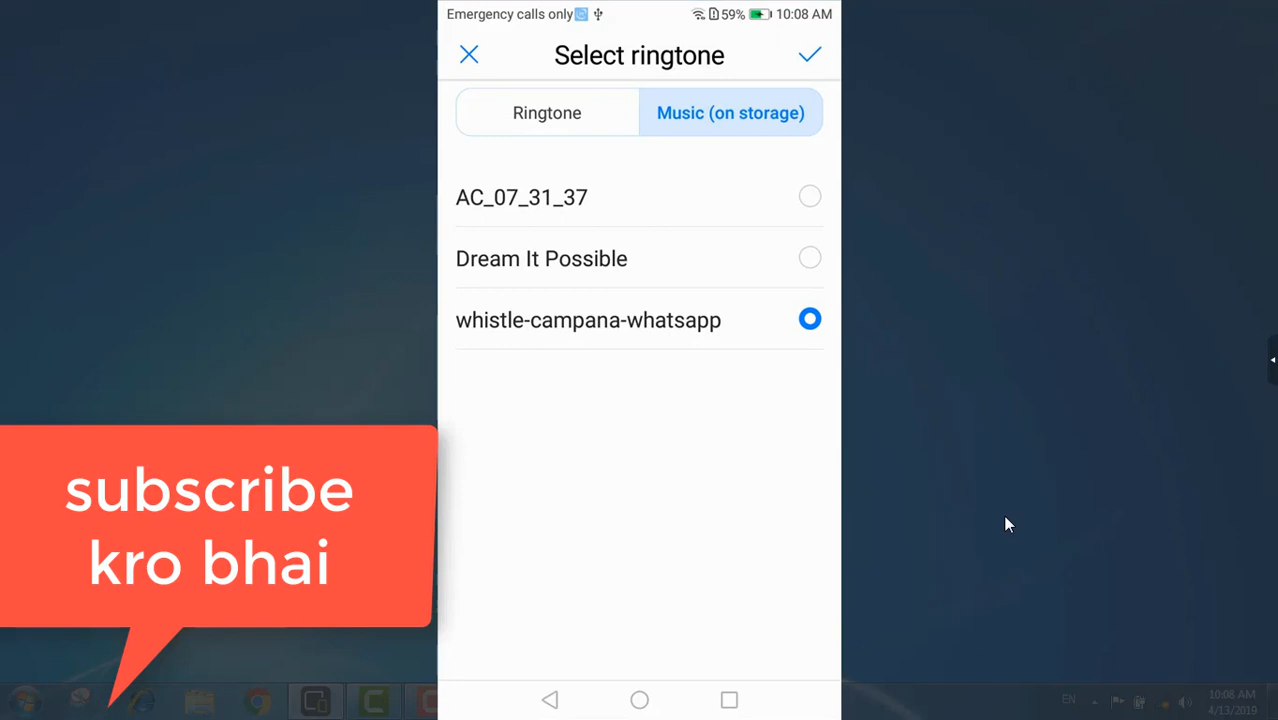 Emergency calls only 59% 10:08 AM
Select ringtone
Ringtone Music (on storage)
AC_07_31_37
Dream It Possible
whistle-campana-whatsapp
subscribe
kro bhai
EN 10:08 AM
4/13/2019